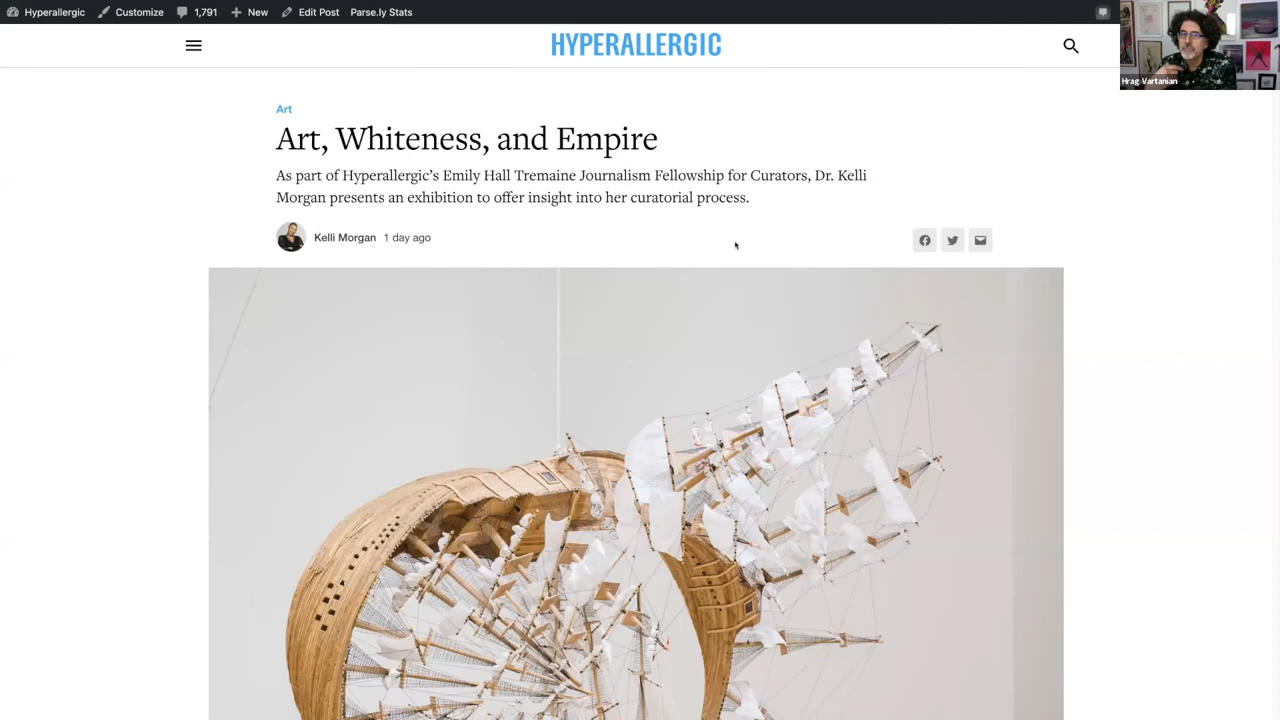 Hyperallergic Customize 1,791 New Edit Post Parse.ly Stats
HYPERALLERGIC
Hrag Vartanian
Art
Art, Whiteness, and Empire
As part of Hyperallergic’s Emily Hall Tremaine Journalism Fellowship for Curators, Dr. Kelli
Morgan presents an exhibition to offer insight into her curatorial process.
Kelli Morgan 1 day ago